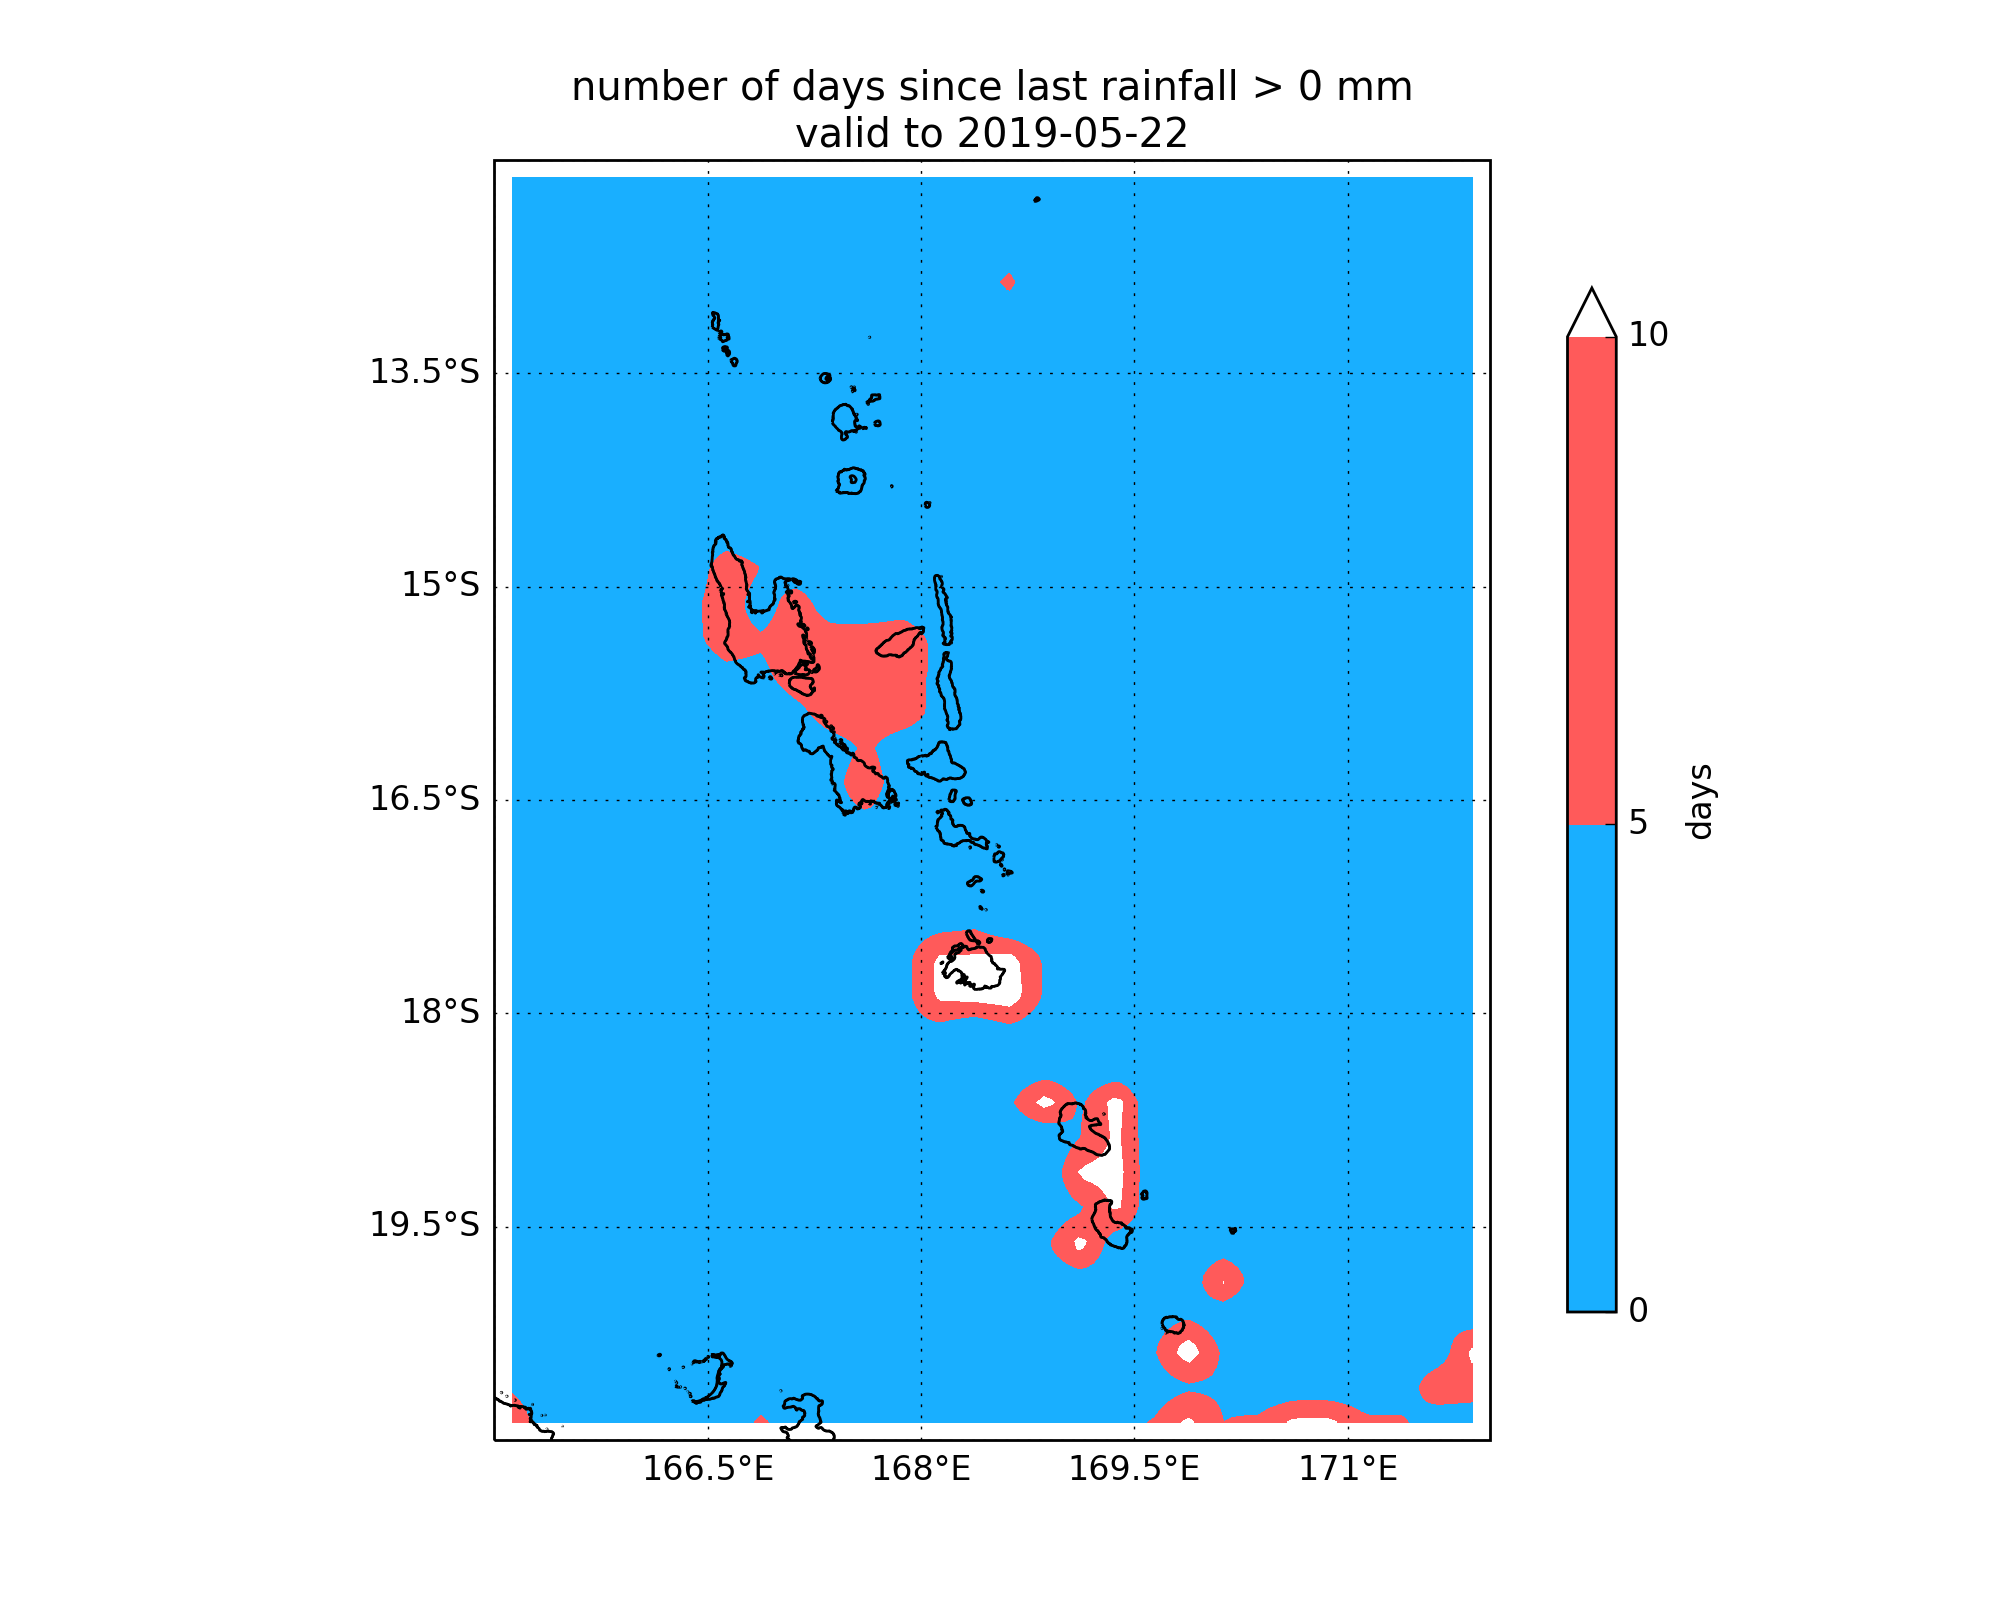 number of days since last rainfall > 0 mm
valid to 2019-05-22
10
13.5°S
15°S
16.5°S
5
days
18°S
19.5°S
0
166.5°E
168°E
169.5°E
171°E